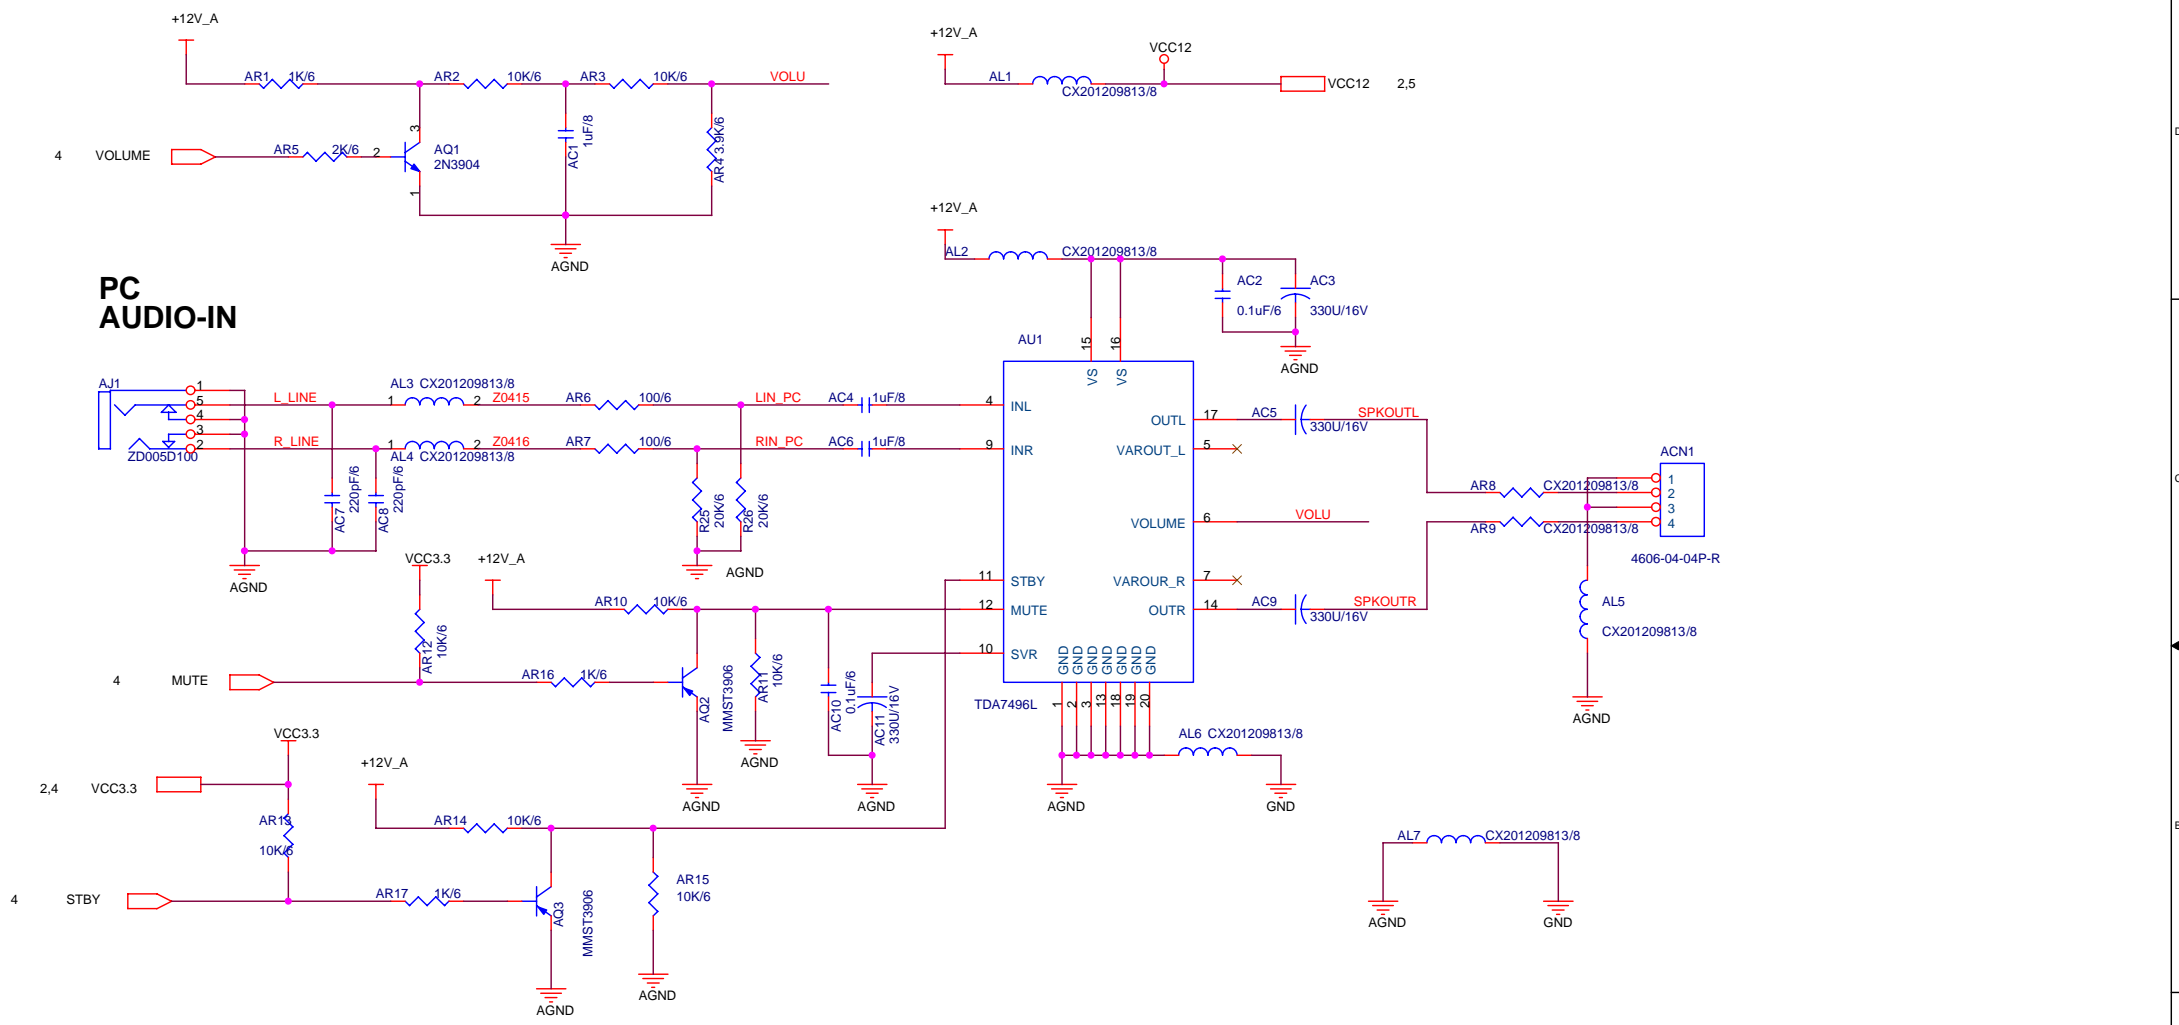 +12V_A
AR1 1K/6
AR2 10K/6
AR3 10K/6
VOLU
4 VOLUME
AR5 2K/6
2
3
1
AQ1
2N3904
AC1
1uF/8
AR4 3.9K/6
AGND
+12V_A
AL1
CX201209813/8
VCC12
VCC12 2,5
D
+12V_A
AL2
CX201209813/8
AC2
0.1uF/6
AC3
330U/16V
AGND
PC
AUDIO-IN
AJ1
1
5
4
3
2
ZD005D100
L_LINE
R_LINE
AL3 CX201209813/8
1
2
Z0415
1
2
Z0416
AL4 CX201209813/8
AR6 100/6
AR7 100/6
LIN_PC
RIN_PC
AC4 1uF/8
AC6 1uF/8
AC7
220pF/6
AC8
220pF/6
AGND
R25
20K/6
R26
20K/6
AGND
AU1
15
16
VS
VS
4 INL
9 INR
11 STBY
12 MUTE
10 SVR
OUTL 17
VAROUT_L 5
VOLUME 6
VAROUR_R 7
OUTR 14
GND
GND
GND
GND
GND
GND
GND
1
2
3
13
18
19
20
TDA7496L
AC5
330U/16V
SPKOUTL
VOLU
AC9
330U/16V
SPKOUTR
AR8 CX201209813/8
AR9 CX201209813/8
ACN1
1
2
3
4
4606-04-04P-R
AL5
CX201209813/8
AGND
VCC3.3
+12V_A
AR10 10K/6
AR12
10K/6
4 MUTE
AR16 1K/6
AQ2
MMST3906
AR11
10K/6
AC10
0.1uF/6
AC11
330U/16V
AGND
AGND
AGND
AGND
AL6 CX201209813/8
GND
VCC3.3
2,4 VCC3.3
+12V_A
AR13
10K/6
AR14 10K/6
4 STBY
AR17 1K/6
AQ3
MMST3906
AR15
10K/6
AGND
AGND
AL7 CX201209813/8
AGND
GND